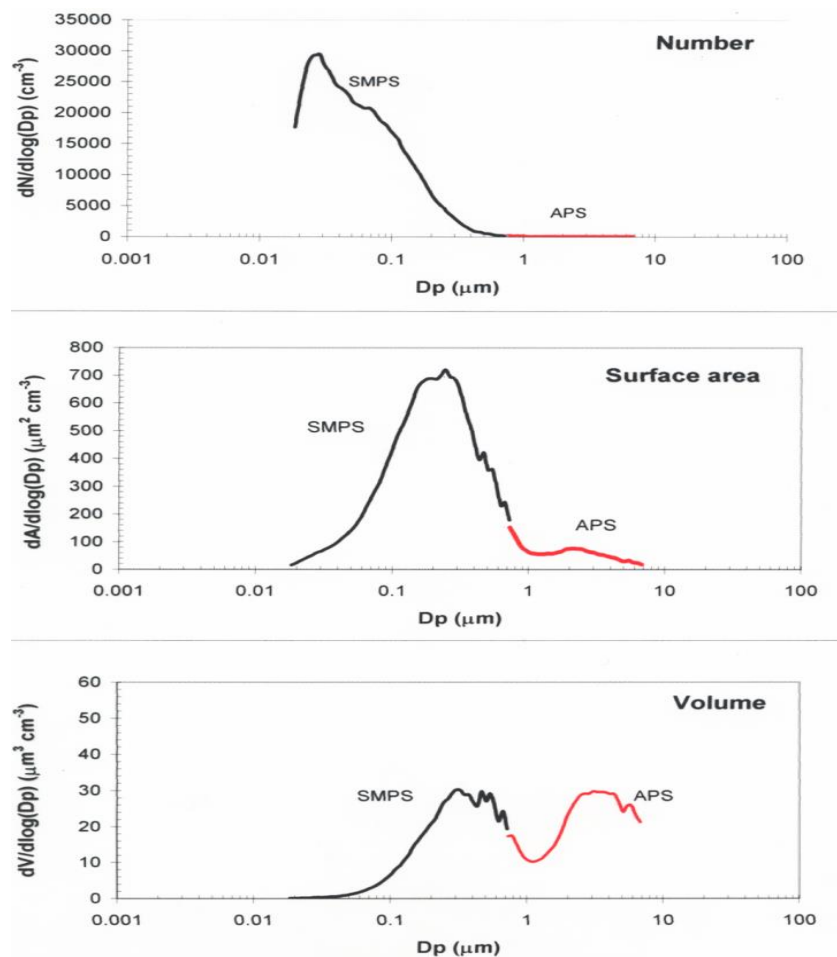 Number
dN/dlog(Dp) (cm-3)
35000
30000
25000
20000
15000
10000
5000
0
SMPS
APS
0.001 0.01 0.1 1 10 100
Dp (μm)
Surface area
dA/dlog(Dp) (μm2 cm-3)
800
700
600
500
400
300
200
100
0
SMPS
APS
0.001 0.01 0.1 1 10 100
Dp (μm)
Volume
dV/dlog(Dp) (μm3 cm-3)
60
50
40
30
20
10
0
SMPS
APS
0.001 0.01 0.1 1 10 100
Dp (μm)